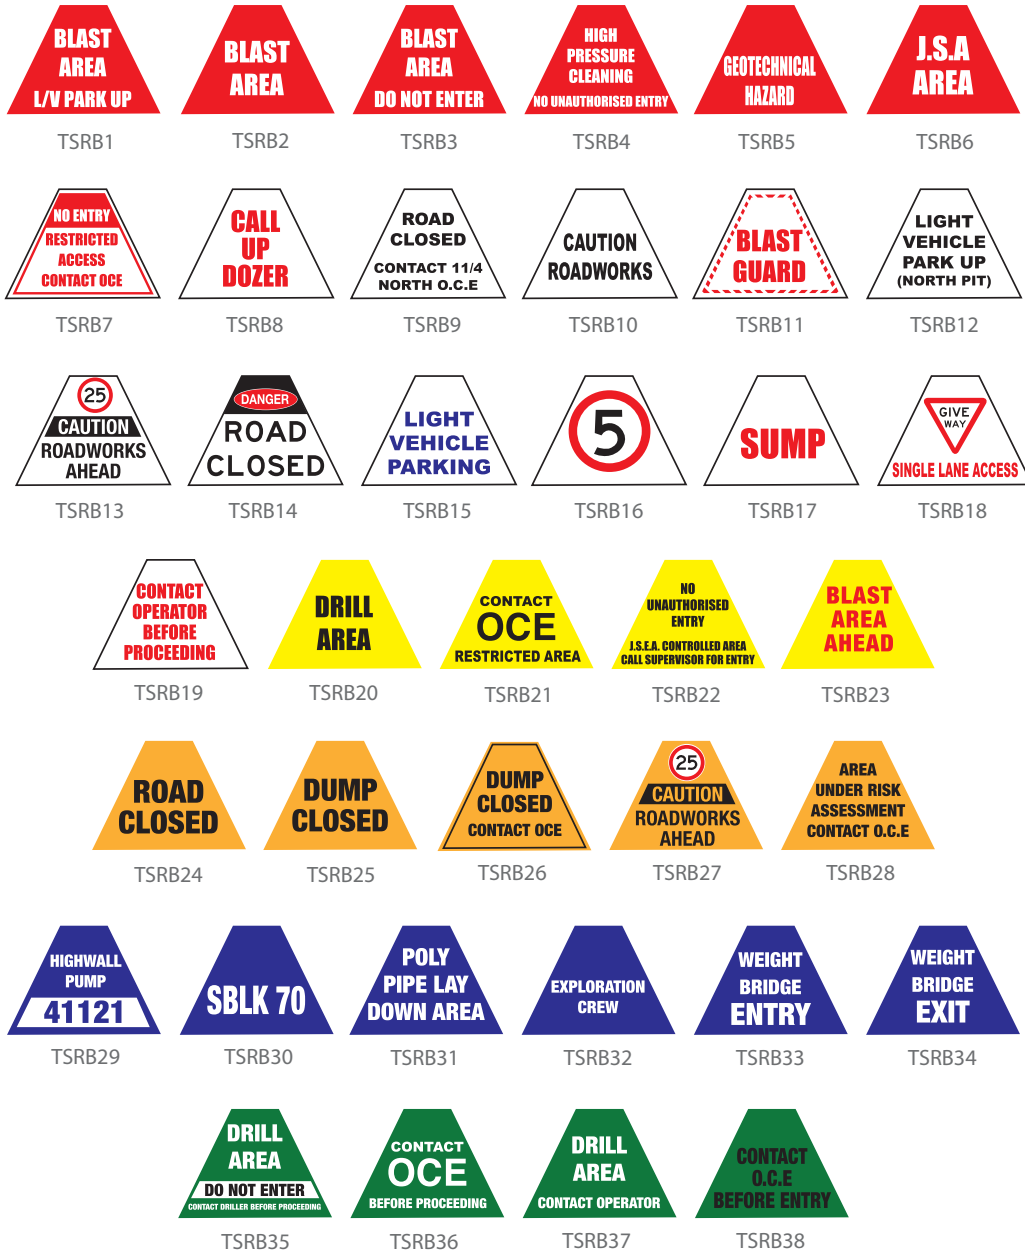 BLAST
AREA
L/V PARK UP
TSRB1
BLAST
AREA
TSRB2
BLAST
AREA
DO NOT ENTER
TSRB3
HIGH
PRESSURE
CLEANING
NO UNAUTHORISED ENTRY
TSRB4
GEOTECHNICAL
HAZARD
TSRB5
J.S.A
AREA
TSRB6
NO ENTRY
RESTRICTED
ACCESS
CONTACT OCE
TSRB7
CALL
UP
DOZER
TSRB8
ROAD
CLOSED
CONTACT 11/4
NORTH O.C.E
TSRB9
CAUTION
ROADWORKS
TSRB10
BLAST
GUARD
TSRB11
LIGHT
VEHICLE
PARK UP
(NORTH PIT)
TSRB12
25
CAUTION
ROADWORKS
AHEAD
TSRB13
DANGER
ROAD
CLOSED
TSRB14
LIGHT
VEHICLE
PARKING
TSRB15
5
TSRB16
SUMP
TSRB17
GIVE
WAY
SINGLE LANE ACCESS
TSRB18
CONTACT
OPERATOR
BEFORE
PROCEEDING
TSRB19
DRILL
AREA
TSRB20
CONTACT
OCE
RESTRICTED AREA
TSRB21
NO
UNAUTHORISED
ENTRY
J.S.E.A. CONTROLLED AREA
CALL SUPERVISOR FOR ENTRY
TSRB22
BLAST
AREA
AHEAD
TSRB23
ROAD
CLOSED
TSRB24
DUMP
CLOSED
TSRB25
DUMP
CLOSED
CONTACT OCE
TSRB26
25
CAUTION
ROADWORKS
AHEAD
TSRB27
AREA
UNDER RISK
ASSESSMENT
CONTACT O.C.E
TSRB28
HIGHWALL
PUMP
41121
TSRB29
SBLK 70
TSRB30
POLY
PIPE LAY
DOWN AREA
TSRB31
EXPLORATION
CREW
TSRB32
WEIGHT
BRIDGE
ENTRY
TSRB33
WEIGHT
BRIDGE
EXIT
TSRB34
DRILL
AREA
DO NOT ENTER
CONTACT DRILLER BEFORE PROCEEDING
TSRB35
CONTACT
OCE
BEFORE PROCEEDING
TSRB36
DRILL
AREA
CONTACT OPERATOR
TSRB37
CONTACT
O.C.E
BEFORE ENTRY
TSRB38